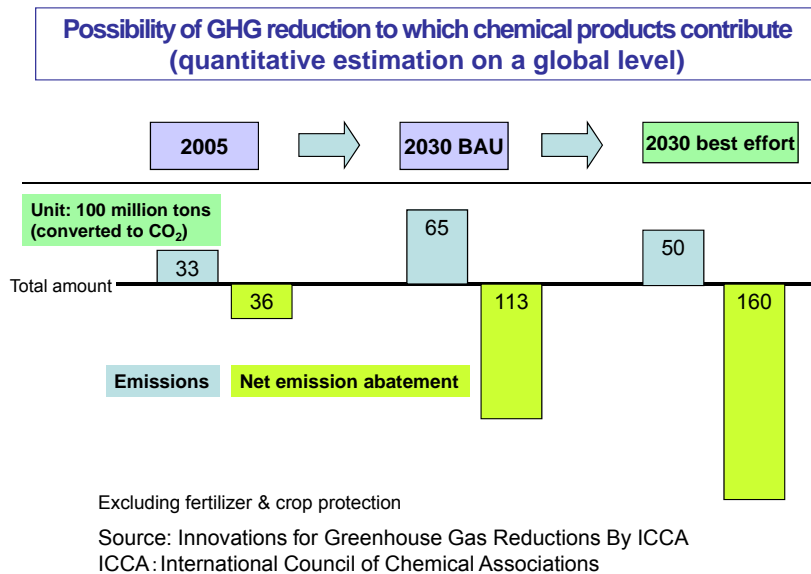 Possibility of GHG reduction to which chemical products contribute
(quantitative estimation on a global level)
2005
2030 BAU
2030 best effort
Unit: 100 million tons
(converted to CO₂)
65
50
33
Total amount
36
113
160
Emissions
Net emission abatement
Excluding fertilizer & crop protection
Source: Innovations for Greenhouse Gas Reductions By ICCA
ICCA：International Council of Chemical Associations